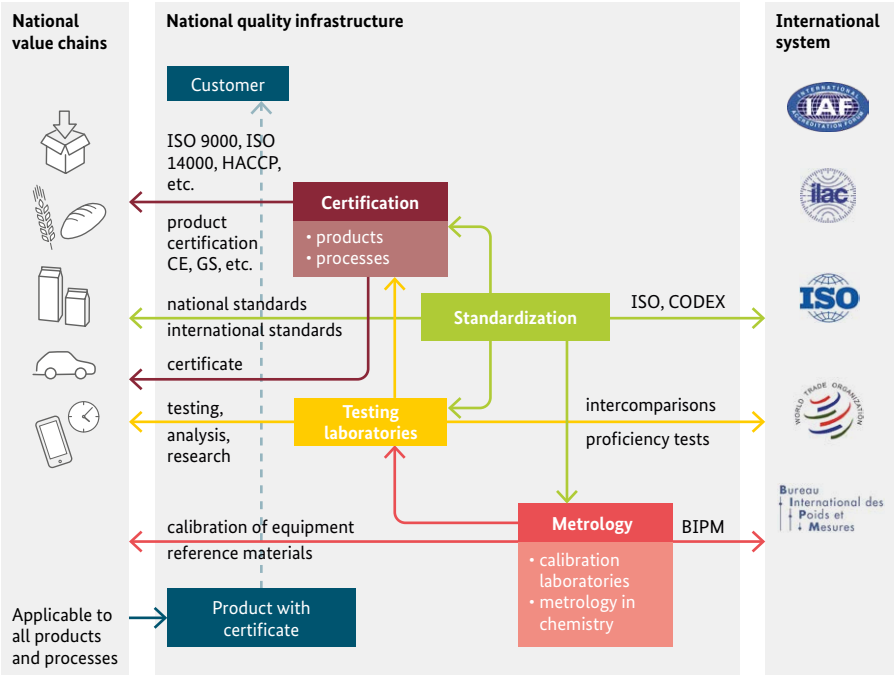 National
value chains
National quality infrastructure
International
system
Customer
ISO 9000, ISO
14000, HACCP,
etc.
Certification
• products
• processes
product
certification
CE, GS, etc.
national standards
international standards
Standardization
ISO, CODEX
certificate
testing,
analysis,
research
Testing
laboratories
intercomparisons
proficiency tests
calibration of equipment
reference materials
Metrology
• calibration
laboratories
• metrology in
chemistry
BIPM
Applicable to
all products
and processes
Product with
certificate
INTERNATIONAL
IAF
ACCREDITATION FORUM
ilac
ISO
WORLD TRADE ORGANIZATION
Bureau
International des
Poids et
Mesures